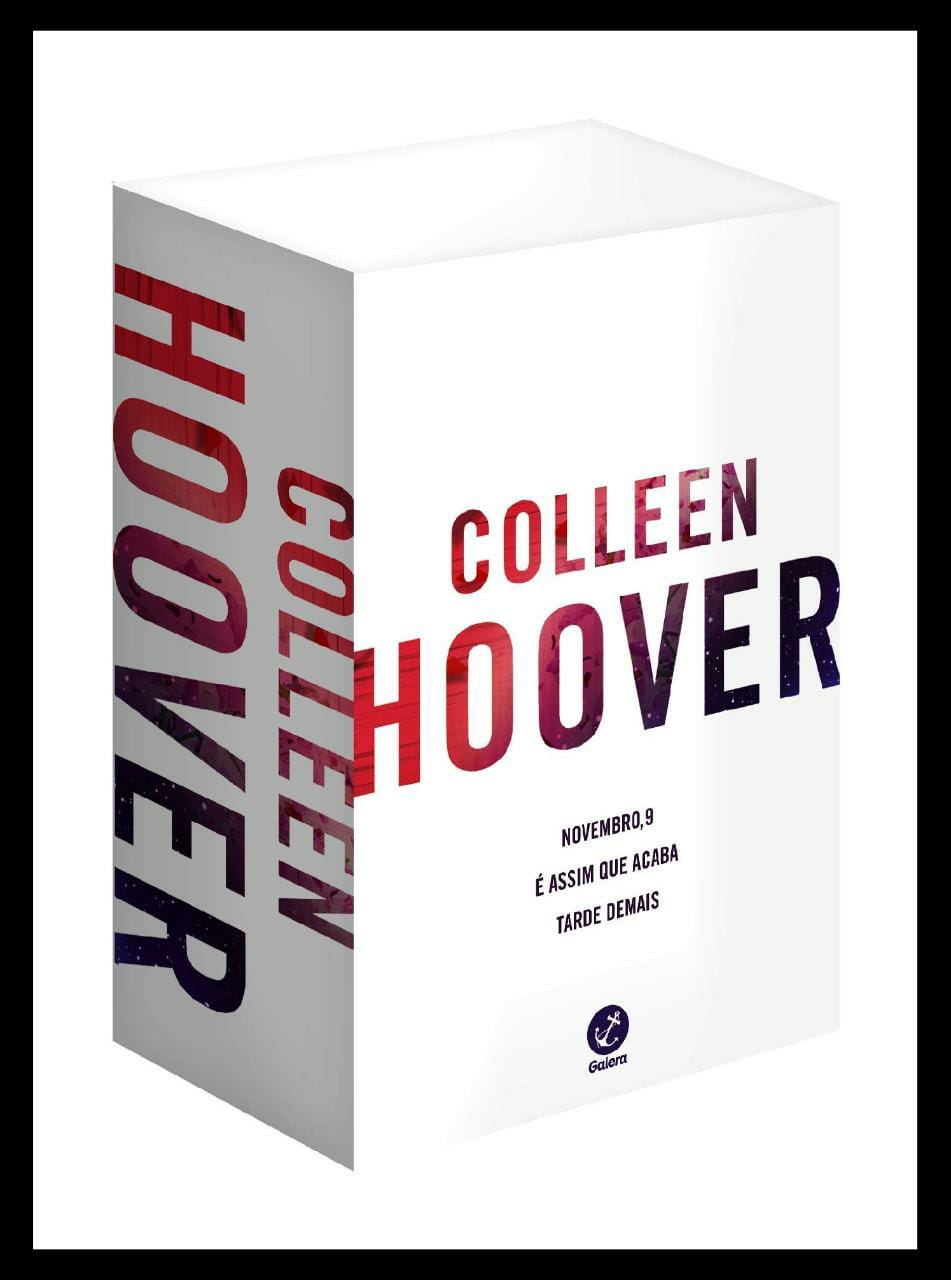 HOOVER
COLLEEN
COLLEEN
HOOVER
NOVEMBRO, 9
É ASSIM QUE ACABA
TARDE DEMAIS
Galera